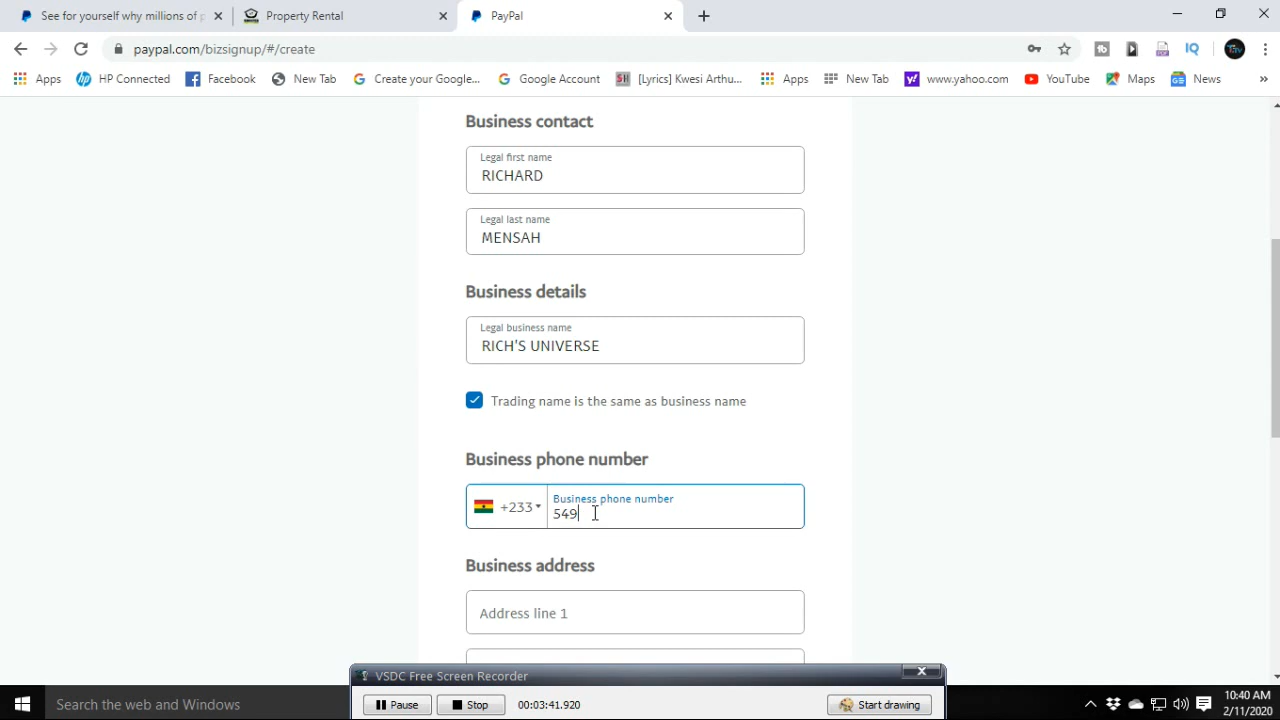 See for yourself why millions of p
Property Rental
PayPal
paypal.com/bizsignup/#/create
Apps
HP Connected
Facebook
New Tab
Create your Google...
Google Account
[Lyrics] Kwesi Arthu...
Apps
New Tab
www.yahoo.com
YouTube
Maps
News
»
Business contact
Legal first name
RICHARD
Legal last name
MENSAH
Business details
Legal business name
RICH'S UNIVERSE
Trading name is the same as business name
Business phone number
+233
Business phone number
549
Business address
Address line 1
VSDC Free Screen Recorder
Pause
Stop
00:03:41.920
Start drawing
Search the web and Windows
10:40 AM
2/11/2020